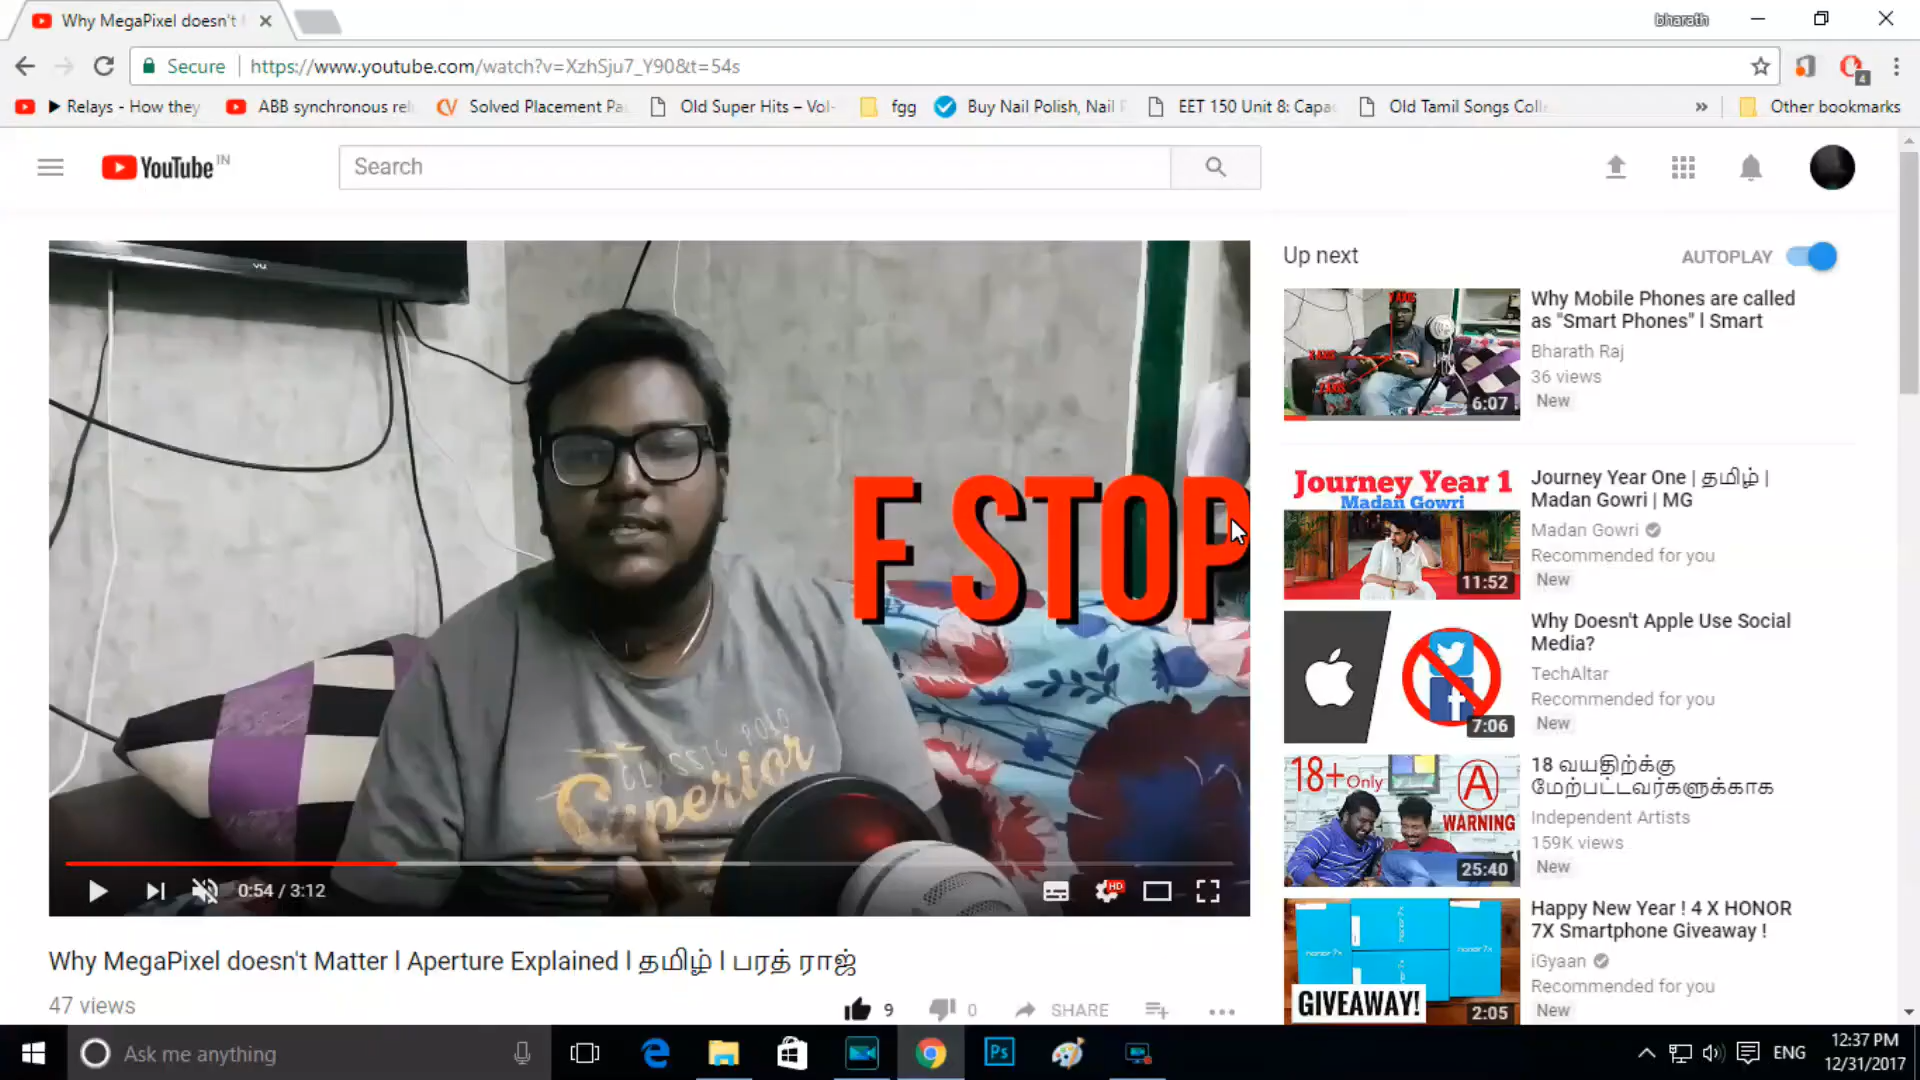 Why MegaPixel doesn't
bharath
Secure
https://www.youtube.com/watch?v=XzhSju7_Y90&t=54s
Relays - How they
ABB synchronous rel
Solved Placement Pa
Old Super Hits – Vol-
fgg
Buy Nail Polish, Nail
EET 150 Unit 8: Capa
Old Tamil Songs Coll
»
Other bookmarks
YouTube IN
Search
Up next
AUTOPLAY
F STOP
CLASSIC POLO
Superior
0:54 / 3:12
HD
Why MegaPixel doesn't Matter l Aperture Explained l தமிழ் l பரத் ராஜ்
47 views
9
0
SHARE
X AXIS
6:07
Why Mobile Phones are called
as "Smart Phones" l Smart
Bharath Raj
36 views
New
Journey Year 1
Madan Gowri
11:52
Journey Year One | தமிழ் |
Madan Gowri | MG
Madan Gowri
Recommended for you
New
7:06
Why Doesn't Apple Use Social
Media?
TechAltar
Recommended for you
New
18+Only
A
WARNING
25:40
18 வயதிற்க்கு
மேற்பட்டவர்களுக்காக
Independent Artists
159K views
New
honor 7x
GIVEAWAY!
2:05
Happy New Year ! 4 X HONOR
7X Smartphone Giveaway !
iGyaan
Recommended for you
New
Ask me anything
Ps
ENG
12:37 PM
12/31/2017